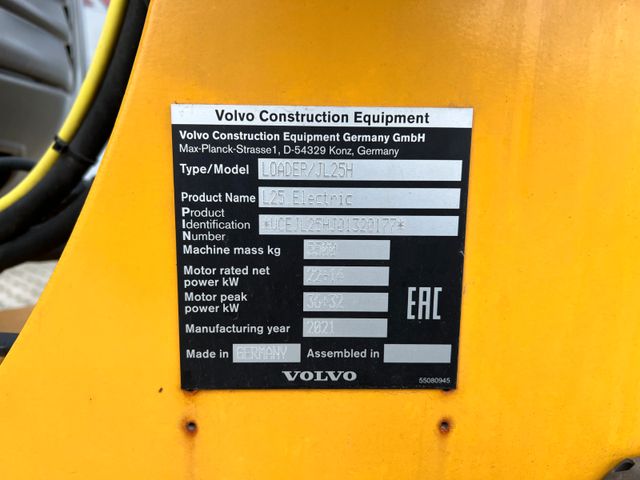 Volvo Construction Equipment
Volvo Construction Equipment Germany GmbH
Max-Planck-Strasse1, D-54329 Konz, Germany
Type/Model LOADER/JL25H
Product Name L25 Electric
Product
Identification *VCEJL25HJ01320177*
Number
Machine mass kg
Motor rated net
power kW
Motor peak
power kW
EAC
Manufacturing year 2021
Made in GERMANY Assembled in
VOLVO
55080945